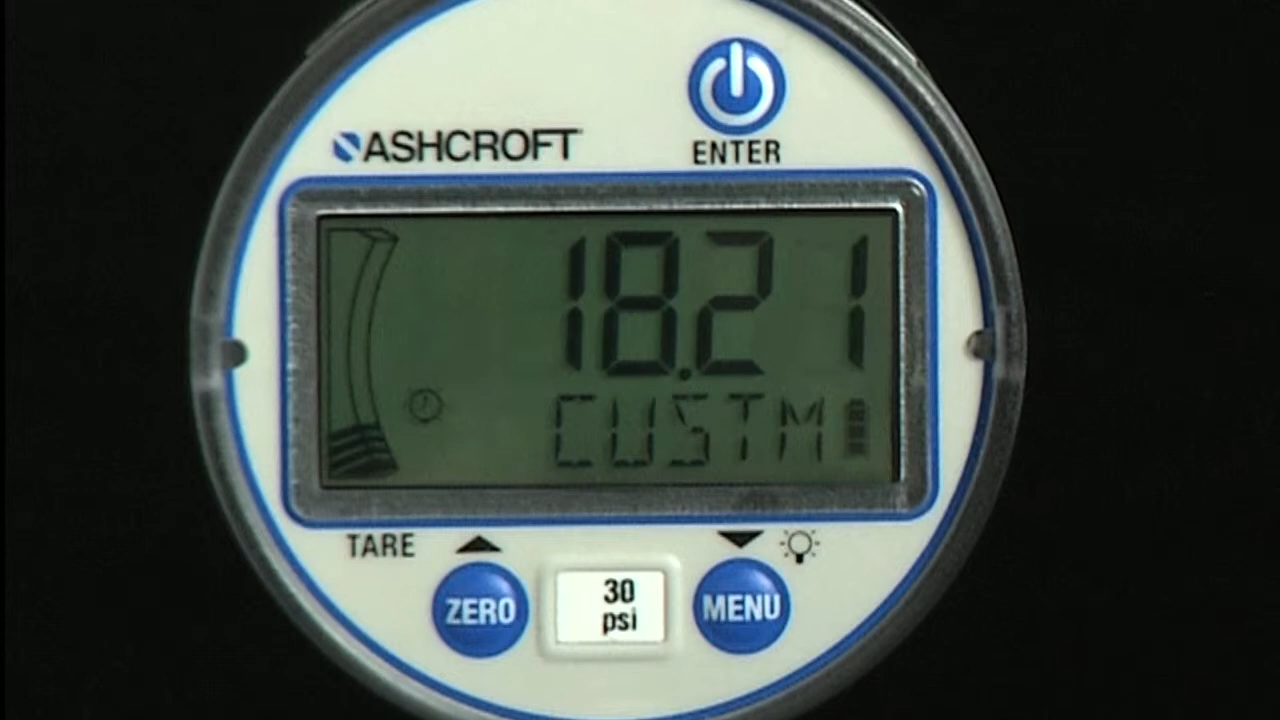 ASHCROFT
ENTER
18.21
CUSTM
TARE
ZERO
30
psi
MENU